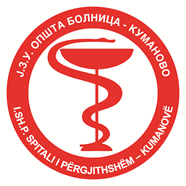 Ј.З.У. ОПШТА БОЛНИЦА - КУМАНОВО
I.SH.P. SPITALI I PËRGJITHSHËM – KUMANOVË